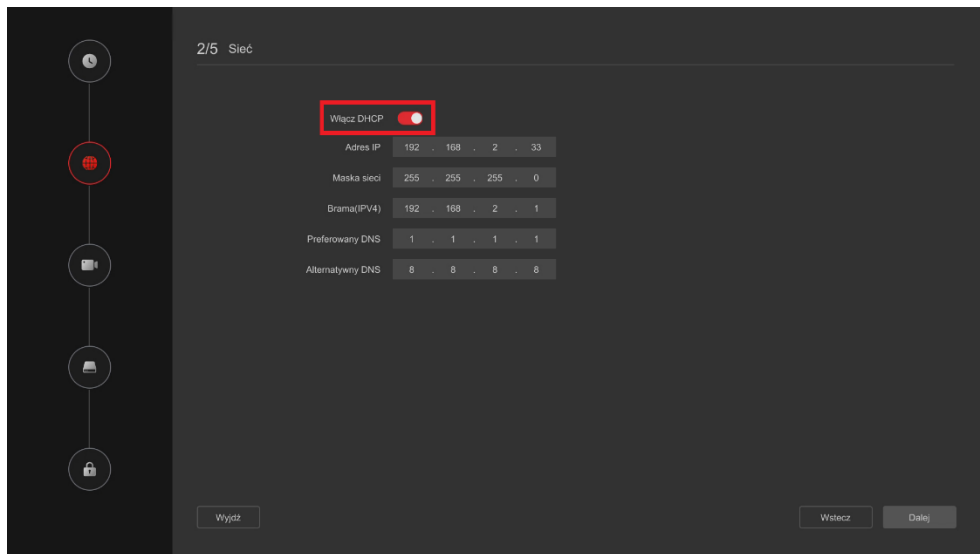 2/5 Sieć
Włącz DHCP
Adres IP 192 . 168 . 2 . 33
Maska sieci 255 . 255 . 255 . 0
Brama(IPV4) 192 . 168 . 2 . 1
Preferowany DNS 1 . 1 . 1 . 1
Alternatywny DNS 8 . 8 . 8 . 8
Wyjdż Wstecz Dalej